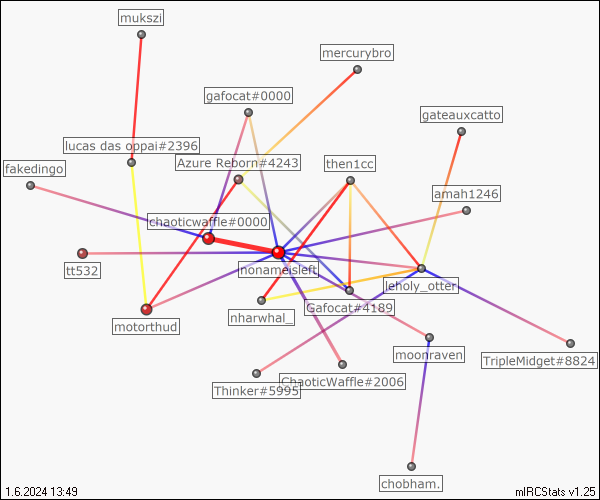 mukszi
mercurybro
gafocat#0000
gateauxcatto
lucas das oppai#2396
Azure Reborn#4243
then1cc
fakedingo
amah1246
chaoticwaffle#0000
tt532
nonameisleft
leholy_otter
Gafocat#4189
nharwhal_
motorthud
moonraven
TripleMidget#8824
ChaoticWaffle#2006
Thinker#5995
chobham.
1.6.2024 13:49
mIRCStats v1.25